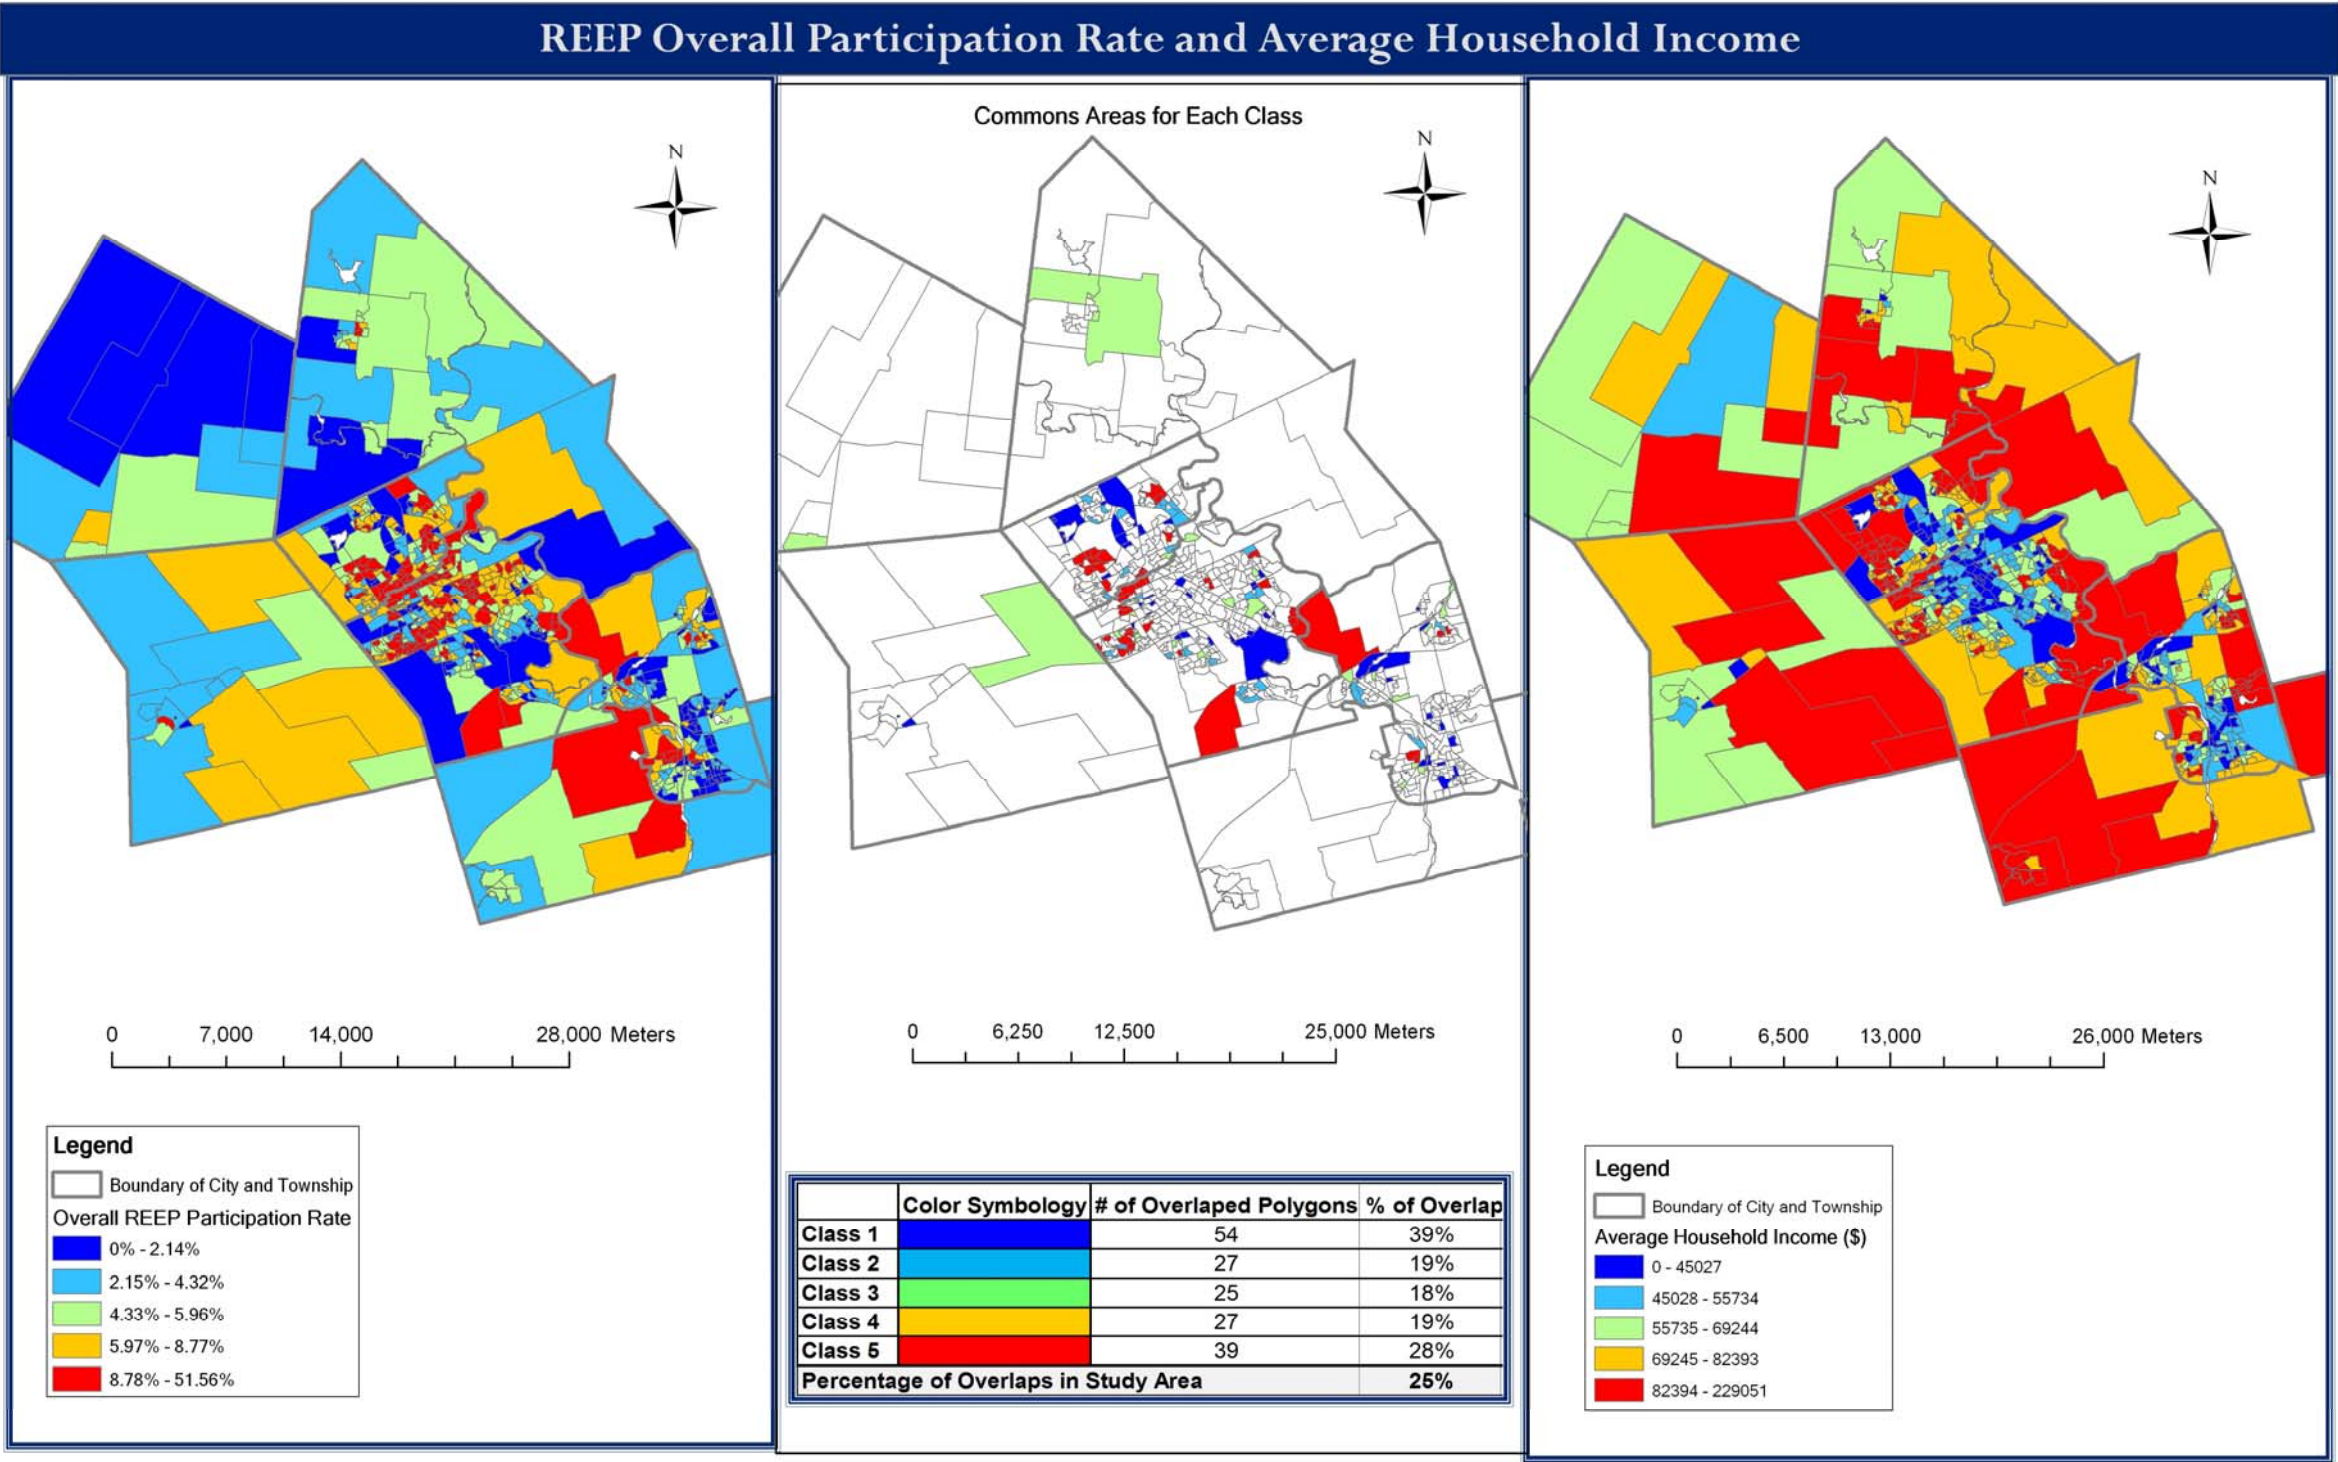 REEP Overall Participation Rate and Average Household Income
N
0 7,000 14,000 28,000 Meters
Legend
Boundary of City and Township
Overall REEP Participation Rate
0% - 2.14%
2.15% - 4.32%
4.33% - 5.96%
5.97% - 8.77%
8.78% - 51.56%
Commons Areas for Each Class
N
0 6,250 12,500 25,000 Meters
Color Symbology # of Overlaped Polygons % of Overlap
Class 1 54 39%
Class 2 27 19%
Class 3 25 18%
Class 4 27 19%
Class 5 39 28%
Percentage of Overlaps in Study Area 25%
N
0 6,500 13,000 26,000 Meters
Legend
Boundary of City and Township
Average Household Income ($)
0 - 45027
45028 - 55734
55735 - 69244
69245 - 82393
82394 - 229051